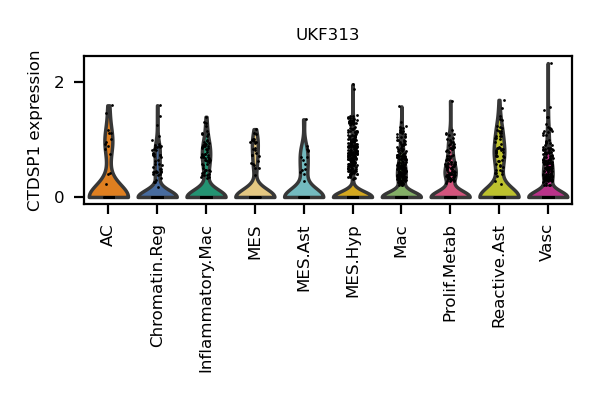 UKF313
CTDSP1 expression
2
0
AC
Chromatin.Reg
Inflammatory.Mac
MES
MES.Ast
MES.Hyp
Mac
Prolif.Metab
Reactive.Ast
Vasc